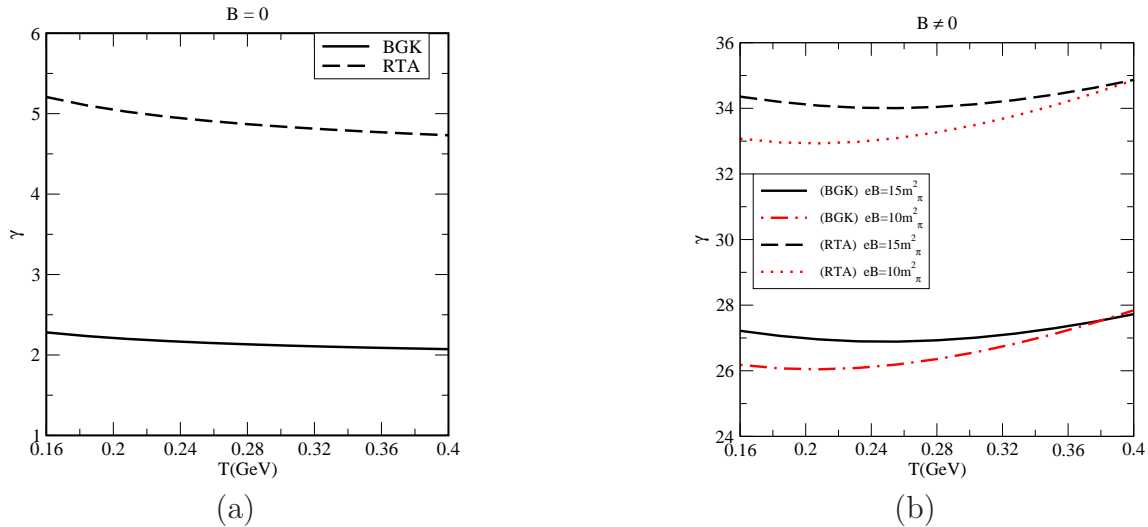 B = 0
6
5
4
3
2
1
γ
BGK
RTA
0.16 0.2 0.24 0.28 0.32 0.36 0.4
T(GeV)
(a)
B ≠ 0
36
34
32
30
28
26
24
γ
(BGK) eB=15m²π
(BGK) eB=10m²π
(RTA) eB=15m²π
(RTA) eB=10m²π
0.16 0.2 0.24 0.28 0.32 0.36 0.4
T(GeV)
(b)